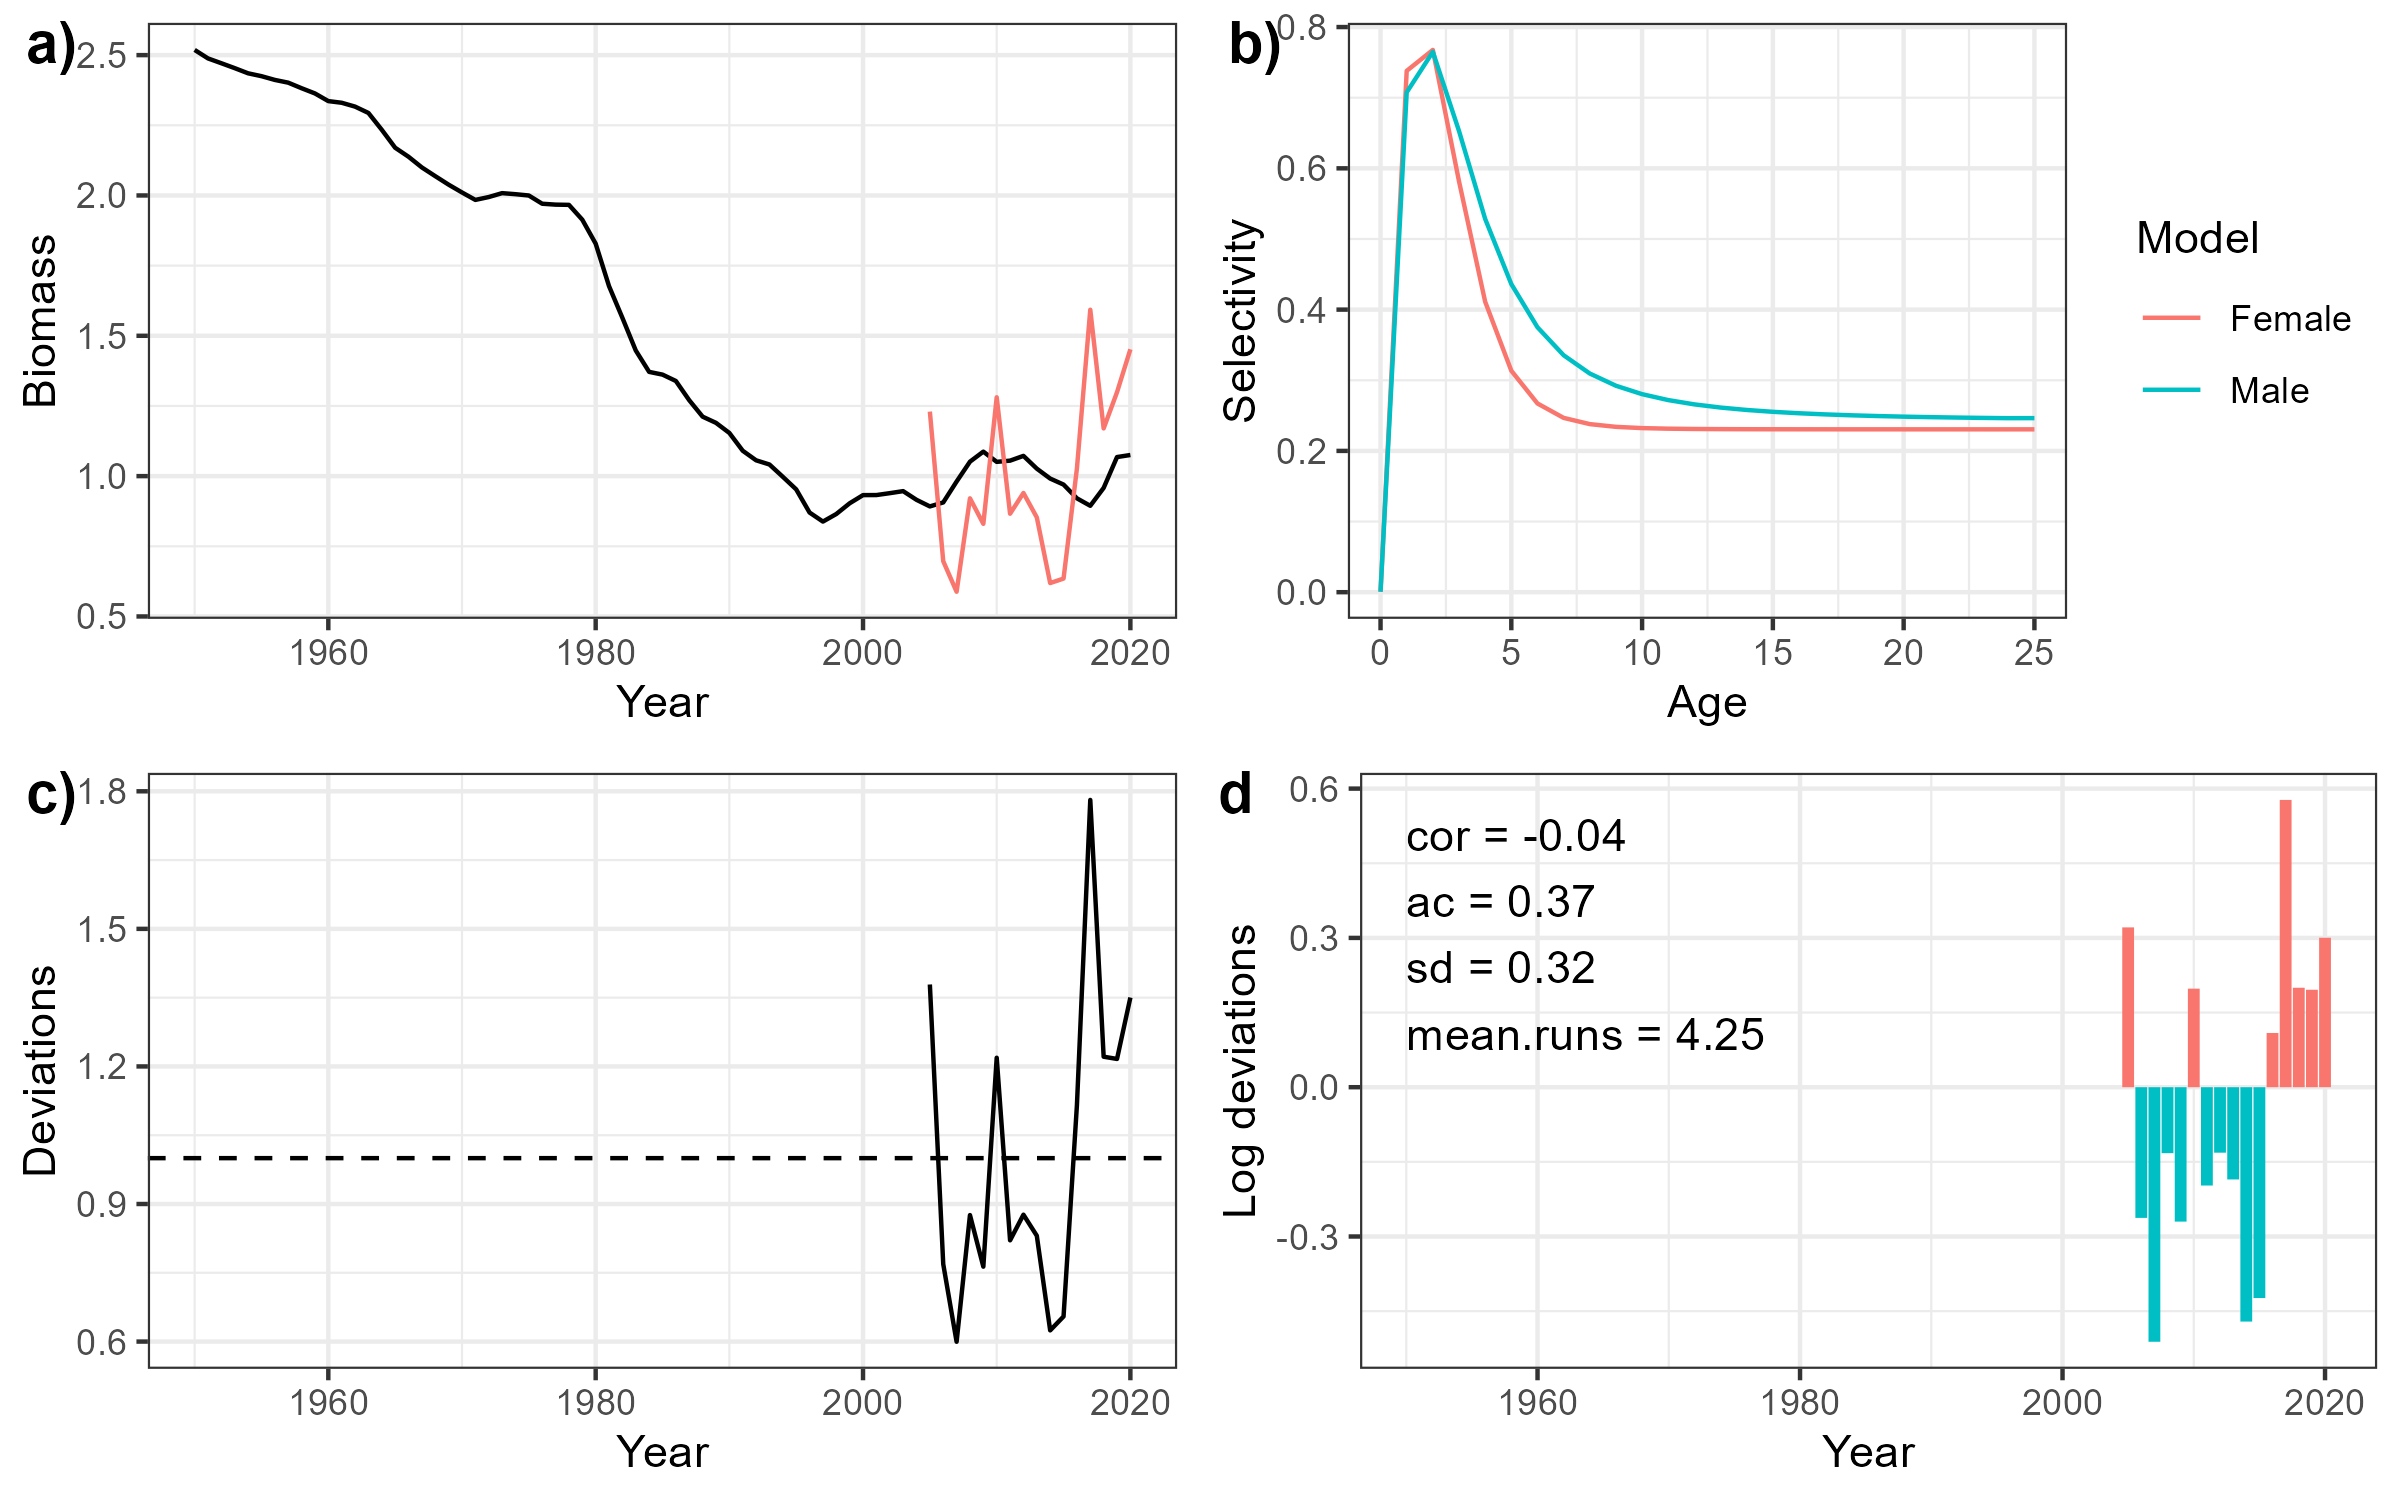 a)
2.5
2.0
1.5
1.0
0.5
Biomass
1960 1980 2000 2020
Year
b)
0.8
0.6
0.4
0.2
0.0
Selectivity
0 5 10 15 20 25
Age
Model
Female
Male
c)
1.8
1.5
1.2
0.9
0.6
Deviations
1960 1980 2000 2020
Year
d
0.6
0.3
0.0
-0.3
Log deviations
cor = -0.04
ac = 0.37
sd = 0.32
mean.runs = 4.25
1960 1980 2000 2020
Year